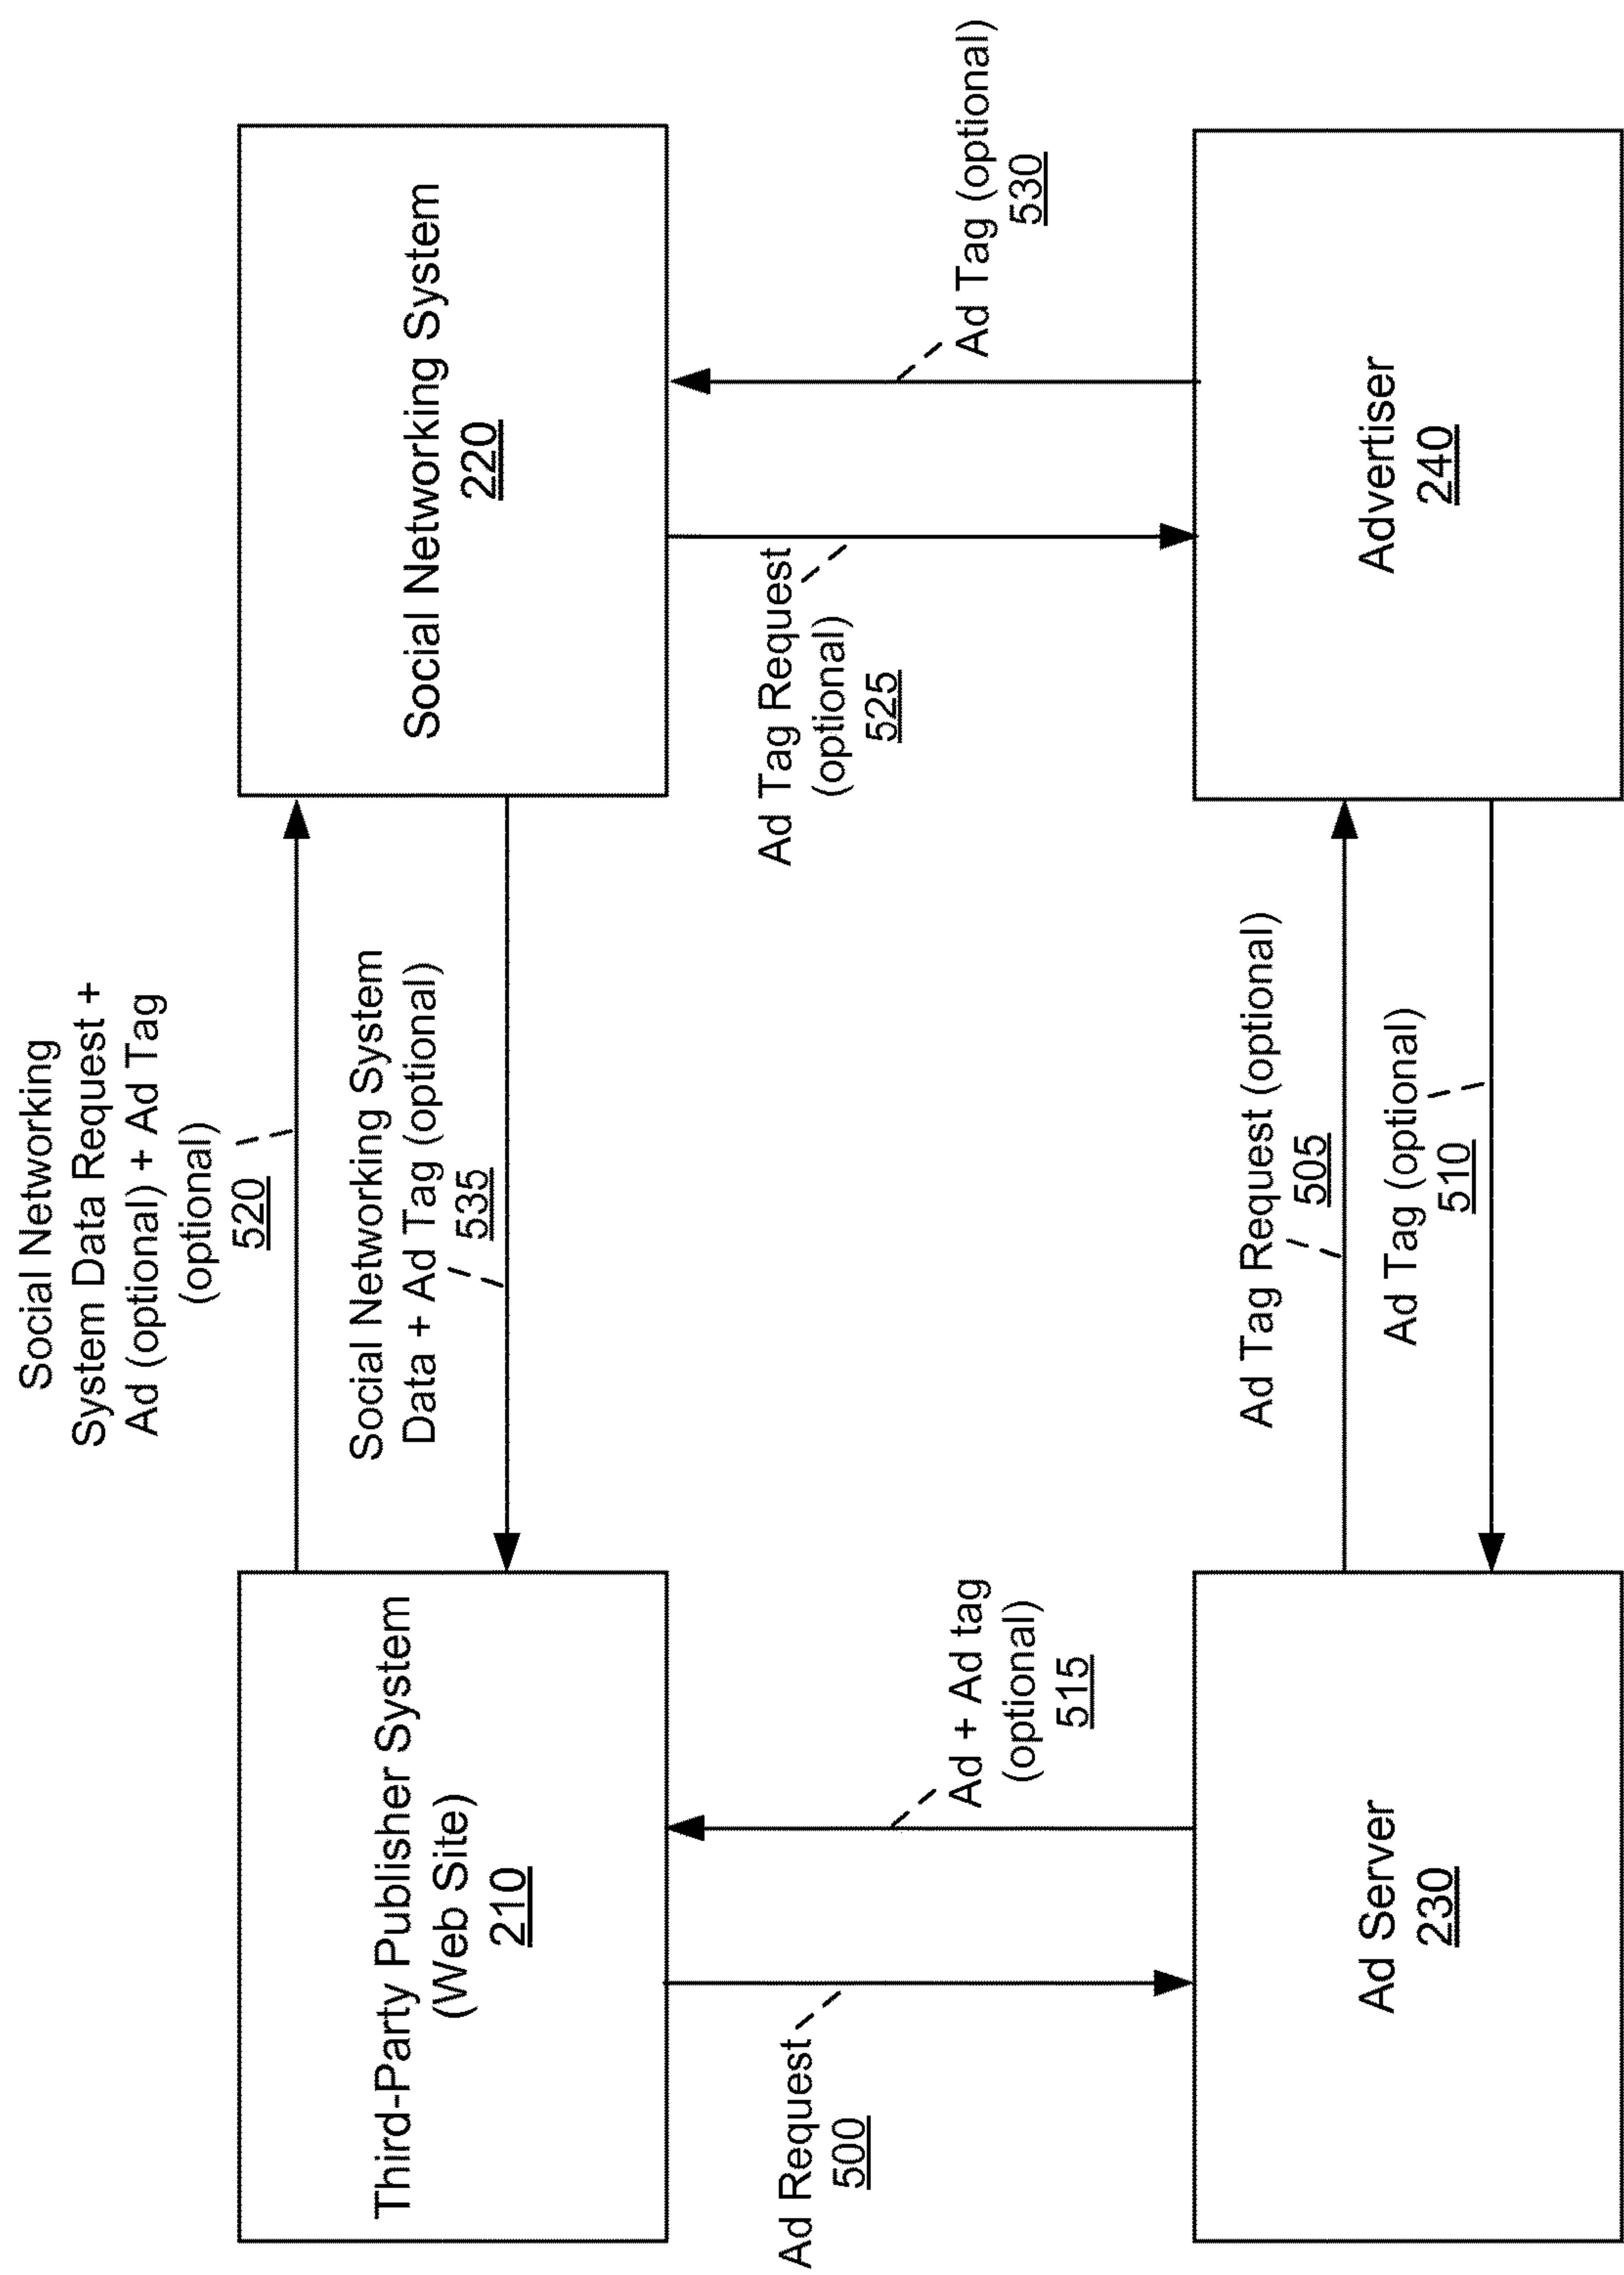 Social Networking
System Data Request +
Ad (optional) + Ad Tag
(optional)
520
Third-Party Publisher System
(Web Site)
210
Social Networking System
Data + Ad Tag (optional)
535
Social Networking System
220
Ad Request
500
Ad + Ad tag
(optional)
515
Ad Tag Request
(optional)
525
Ad Tag (optional)
530
Ad Server
230
Ad Tag Request (optional)
505
Ad Tag (optional)
510
Advertiser
240